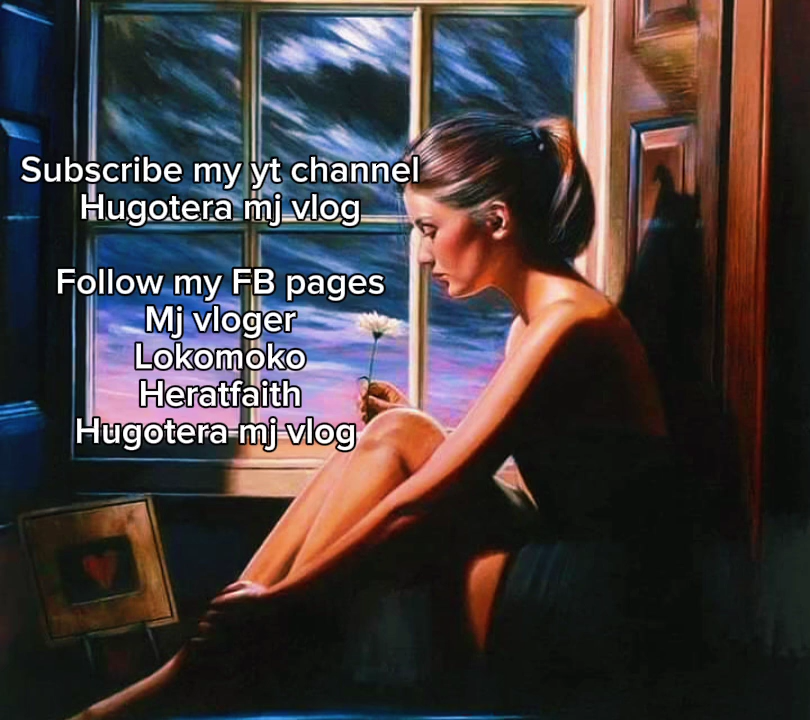 Subscribe my yt channel
Hugotera mj vlog
Follow my FB pages
Mj vloger
Lokomoko
Heratfaith
Hugotera mj vlog